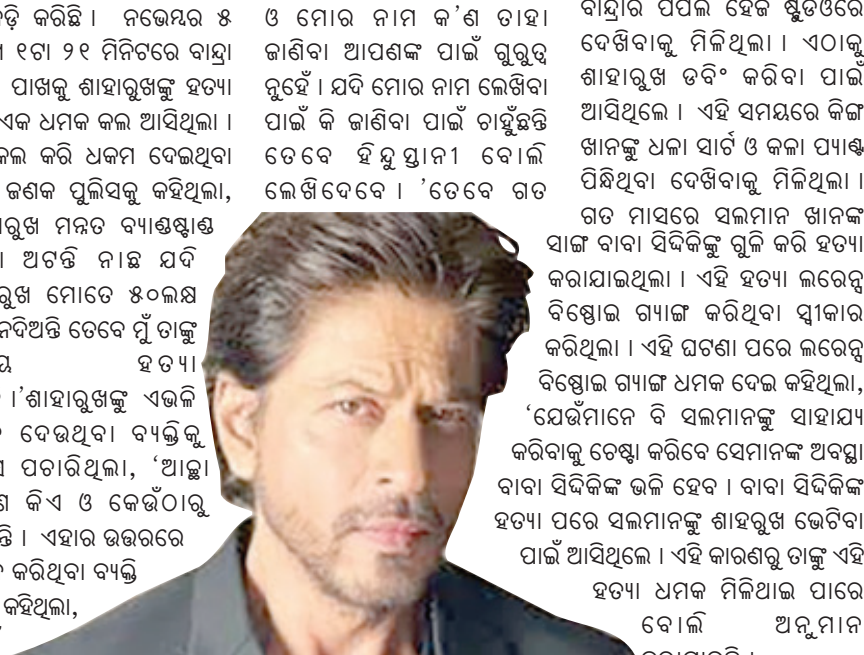 କରିଛି । ନଭେମ୍ବର ୫
୧ଟା ୨୧ ମିନିଟରେ ବାନ୍ଦ୍ରା
ପାଖକୁ ଶାହାରୁଖଙ୍କୁ ହତ୍ୟା
ଏକ ଧମକ କଲ ଆସିଥିଲା ।
କଲ କରି ଧକମ ଦେଇଥିବା
ଜଣକ ପୁଲିସକୁ କହିଥିଲା,
ମନ୍ନତ ବ୍ୟାଣ୍ଡଷ୍ଟାଣ୍ଡ
ଅଟନ୍ତି ନାଛ ଯଦି
ମୋତେ ୫୦ଲକ୍ଷ
ନଦିଅନ୍ତି ତେବେ ମୁଁ ତାଙ୍କୁ
ହତ୍ୟା
।'ଶାହାରୁଖଙ୍କୁ ଏଭଳି
ଦେଉଥିବା ବ୍ୟକ୍ତିକୁ
ପଚାରିଥିଲା, ‘ଆଚ୍ଛା
କିଏ ଓ କେଉଁଠାରୁ
। ଏହାର ଉତ୍ତରରେ
କରିଥିବା ବ୍ୟକ୍ତି
କହିଥିଲା,
ଓ ମୋର ନାମ କ'ଣ ତାହା
ଜାଣିବା ଆପଣଙ୍କ ପାଇଁ ଗୁରୁତ୍ୱ
ନୁହେଁ । ଯଦି ମୋର ନାମ ଲେଖିବା
ପାଇଁ କି ଜାଣିବା ପାଇଁ ଚାହୁଁଛନ୍ତି
ତେବେ ହିନ୍ଦୁସ୍ତାନୀ ବୋଲି
ଲେଖିଦେବେ । 'ତେବେ ଗତ
ବାନ୍ଦ୍ରାର ପର୍ପଲ ହେଜ ଷ୍ଟୁଡିଓରେ
ଦେଖିବାକୁ ମିଳିଥିଲା । ଏଠାକୁ
ଶାହାରୁଖ ଡବିଂ କରିବା ପାଇଁ
ଆସିଥିଲେ । ଏହି ସମୟରେ କିଙ୍ଗ
ଖାନଙ୍କୁ ଧଳା ସାର୍ଟ ଓ କଳା ପ୍ୟାଣ୍ଟ
ପିନ୍ଧିଥିବା ଦେଖିବାକୁ ମିଳିଥିଲା ।
ଗତ ମାସରେ ସଲମାନ ଖାନଙ୍କ
ସାଙ୍ଗ ବାବା ସିଦ୍ଦିକିଙ୍କୁ ଗୁଳି କରି ହତ୍ୟା
କରାଯାଇଥିଲା । ଏହି ହତ୍ୟା ଲରେନ୍ସ
ବିଷ୍ଣୋଇ ଗ୍ୟାଙ୍ଗ କରିଥିବା ସ୍ୱୀକାର
କରିଥିଲା । ଏହି ଘଟଣା ପରେ ଲରେନ୍ସ
ବିଷ୍ଣୋଇ ଗ୍ୟାଙ୍ଗ ଧମକ ଦେଇ କହିଥିଲା,
‘ଯେଉଁମାନେ ବି ସଲମାନଙ୍କୁ ସାହାଯ୍ୟ
କରିବାକୁ ଚେଷ୍ଟା କରିବେ ସେମାନଙ୍କ ଅବସ୍ଥା
ବାବା ସିଦ୍ଦିକିଙ୍କ ଭଳି ହେବ । ବାବା ସିଦ୍ଦିକିଙ୍କ
ହତ୍ୟା ପରେ ସଲମାନଙ୍କୁ ଶାହରୁଖ ଭେଟିବା
ପାଇଁ ଆସିଥିଲେ । ଏହି କାରଣରୁ ତାଙ୍କୁ ଏହି
ହତ୍ୟା ଧମକ ମିଳିଥାଇ ପାରେ
ବୋଲି ଅନୁମାନ